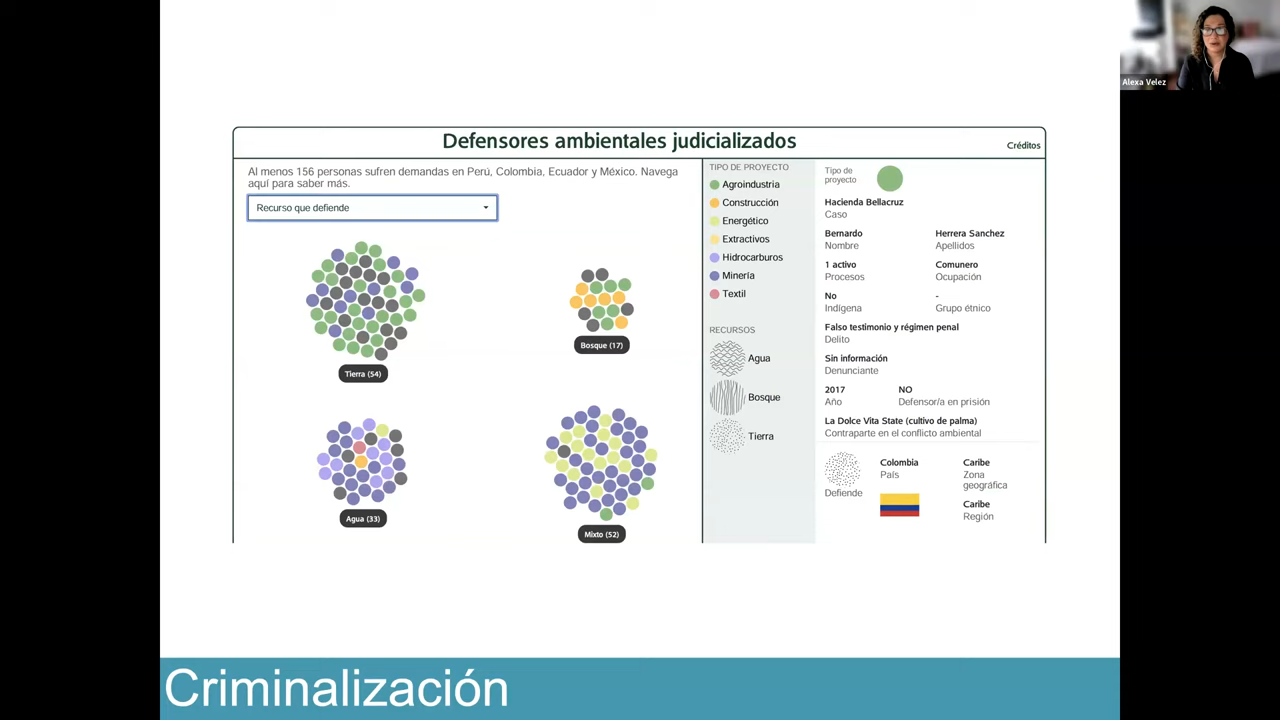 Alexa Velez
Defensores ambientales judicializados
Créditos
Al menos 156 personas sufren demandas en Perú, Colombia, Ecuador y México. Navega
aquí para saber más.
Recurso que defiende
Tierra (54)
Bosque (17)
Agua (33)
Mixto (52)
TIPO DE PROYECTO
Agroindustria
Construcción
Energético
Extractivos
Hidrocarburos
Minería
Textil
RECURSOS
Agua
Bosque
Tierra
Tipo de
proyecto
Hacienda Bellacruz
Caso
Bernardo
Nombre
Herrera Sanchez
Apellidos
1 activo
Procesos
Comunero
Ocupación
No
Indígena
-
Grupo étnico
Falso testimonio y régimen penal
Delito
Sin información
Denunciante
2017
Año
NO
Defensor/a en prisión
La Dolce Vita State (cultivo de palma)
Contraparte en el conflicto ambiental
Defiende
Colombia
País
Caribe
Zona
geográfica
Caribe
Región
Criminalización